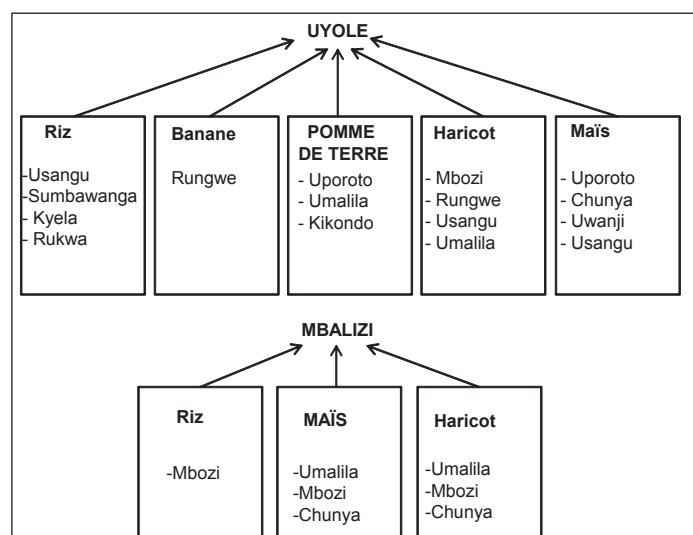 UYOLE
Riz
-Usangu
-Sumbawanga
- Kyela
- Rukwa
Banane
Rungwe
POMME
DE TERRE
- Uporoto
- Umalila
- Kikondo
Haricot
- Mbozi
- Rungwe
- Usangu
- Umalila
Maïs
- Uporoto
- Chunya
- Uwanji
- Usangu
MBALIZI
Riz
-Mbozi
MAÏS
-Umalila
-Mbozi
-Chunya
Haricot
-Umalila
-Mbozi
-Chunya